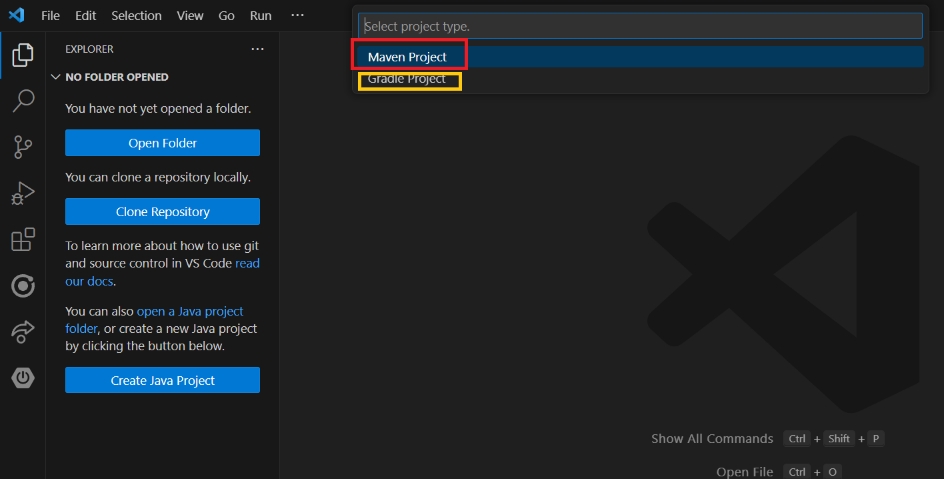 File Edit Selection View Go Run ...
Select project type.
Maven Project
Gradle Project
EXPLORER ...
NO FOLDER OPENED
You have not yet opened a folder.
Open Folder
You can clone a repository locally.
Clone Repository
To learn more about how to use git
and source control in VS Code read
our docs.
You can also open a Java project
folder, or create a new Java project
by clicking the button below.
Create Java Project
Show All Commands Ctrl + Shift + P
Open File Ctrl + O